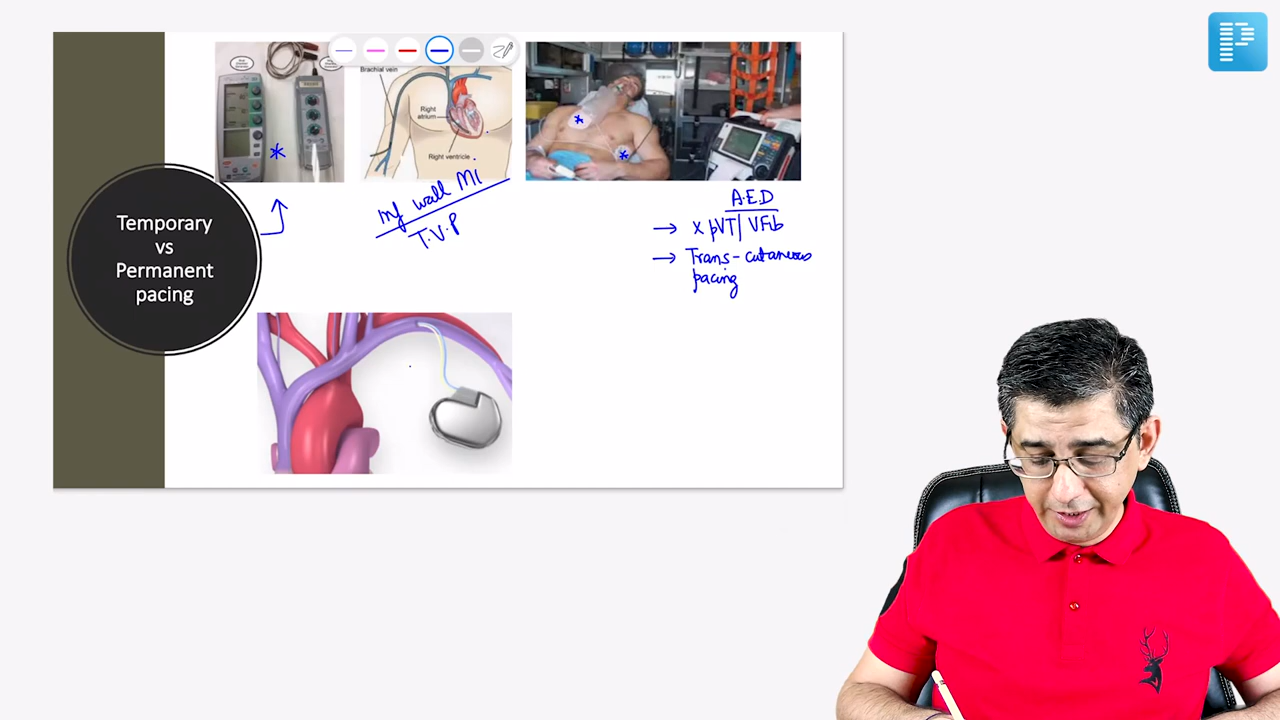 Temporary
vs
Permanent
pacing
Brachial vein
Right
atrium
Right ventricle
Inf wall MI
T.V.P
A.E.D
→ x pVT/ VFib
→ Trans-cutaneous
pacing